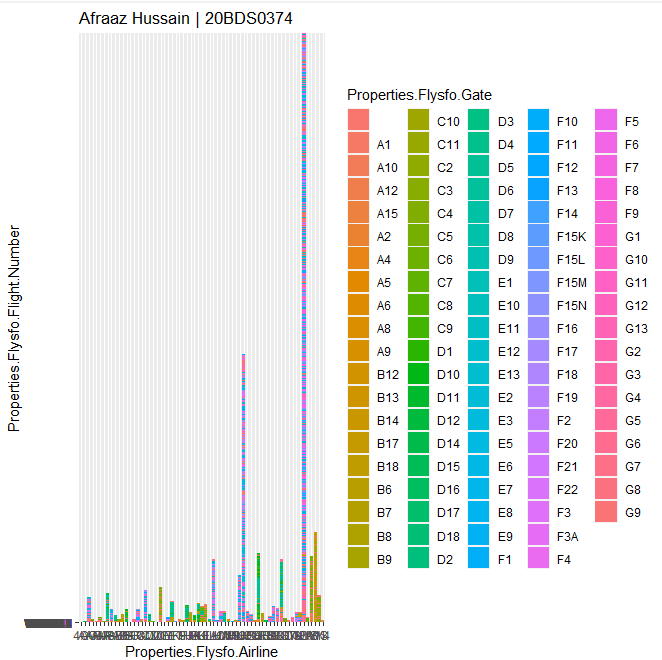 Afraaz Hussain | 20BDS0374
Properties.Flysfo.Flight.Number
Properties.Flysfo.Airline
Properties.Flysfo.Gate
A1
A10
A12
A15
A2
A4
A5
A6
A8
A9
B12
B13
B14
B17
B18
B6
B7
B8
B9
C10
C11
C2
C3
C4
C5
C6
C7
C8
C9
D1
D10
D11
D12
D14
D15
D16
D17
D18
D2
D3
D4
D5
D6
D7
D8
D9
E1
E10
E11
E12
E13
E2
E3
E5
E6
E7
E8
E9
F1
F10
F11
F12
F13
F14
F15K
F15L
F15M
F15N
F16
F17
F18
F19
F2
F20
F21
F22
F3
F3A
F4
F5
F6
F7
F8
F9
G1
G10
G11
G12
G13
G2
G3
G4
G5
G6
G7
G8
G9